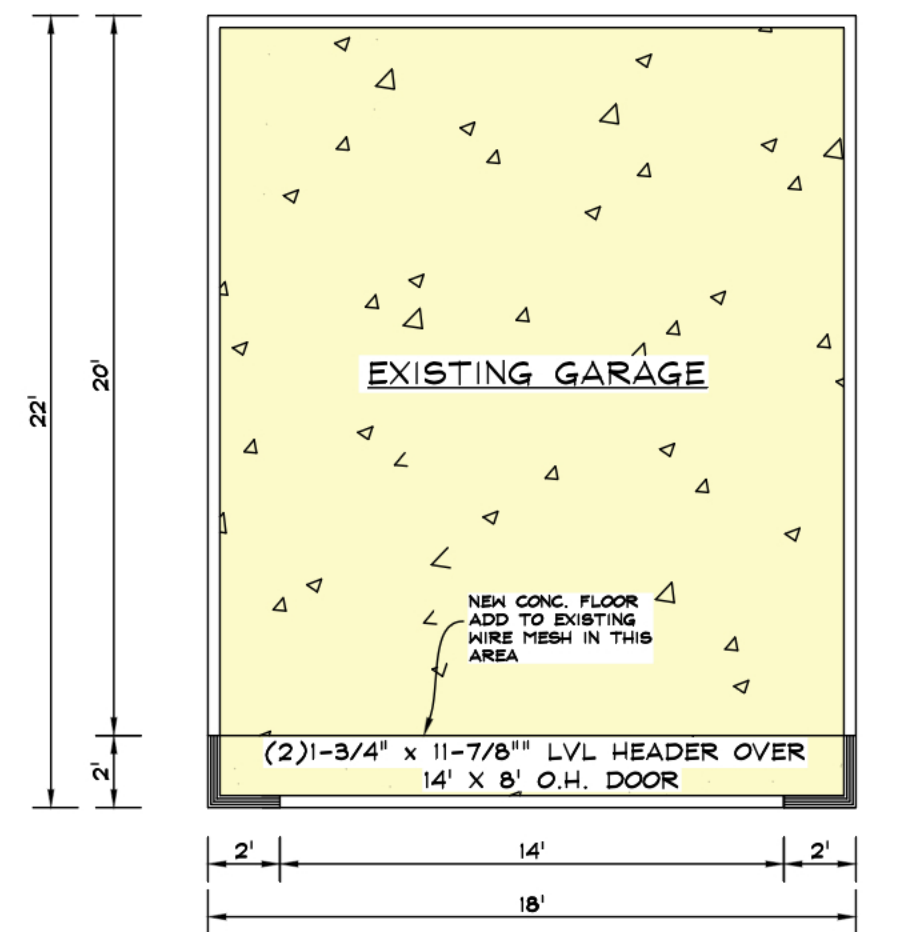 22'
20'
EXISTING GARAGE
NEW CONC. FLOOR
ADD TO EXISTING
WIRE MESH IN THIS
AREA
2'
(2)1-3/4" x 11-7/8"" LVL HEADER OVER
14' X 8' O.H. DOOR
2' 14' 2'
18'